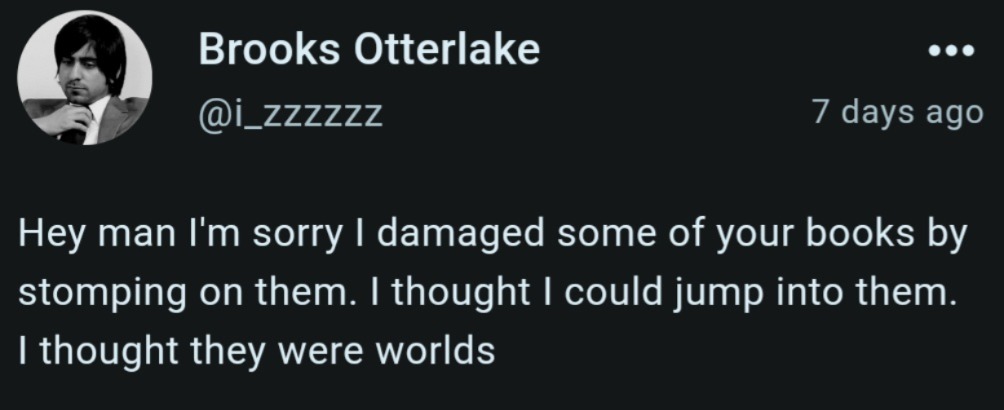 Brooks Otterlake
@i_zzzzzz
7 days ago
Hey man I'm sorry I damaged some of your books by
stomping on them. I thought I could jump into them.
I thought they were worlds